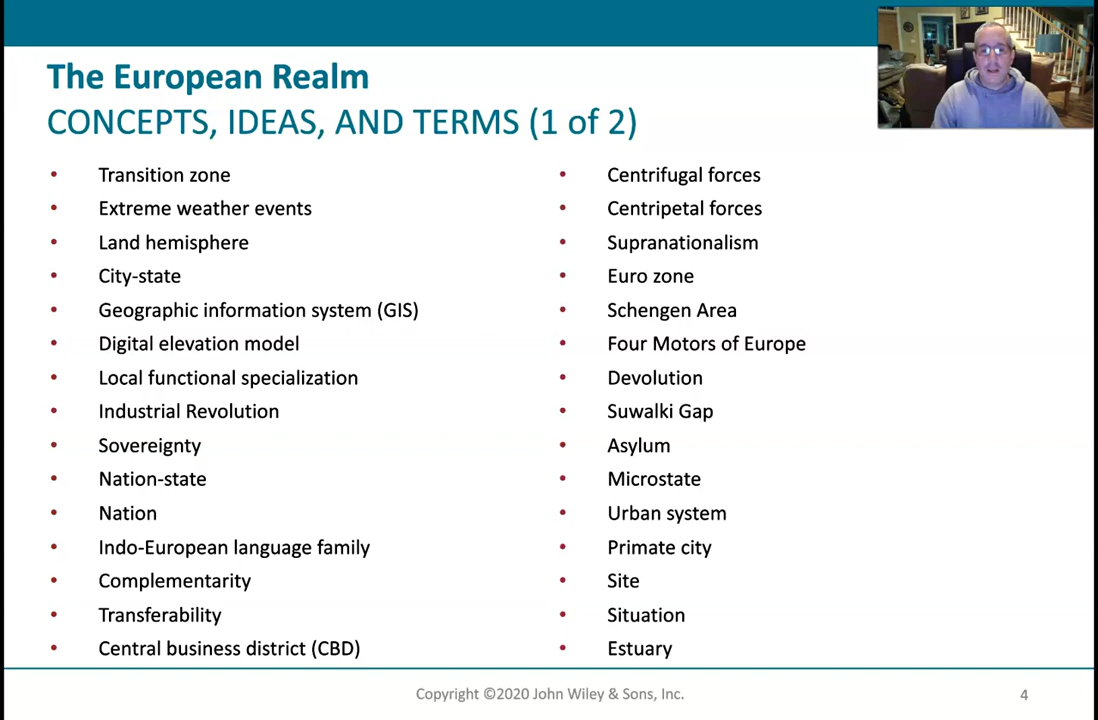 The European Realm
CONCEPTS, IDEAS, AND TERMS (1 of 2)
• Transition zone
• Extreme weather events
• Land hemisphere
• City-state
• Geographic information system (GIS)
• Digital elevation model
• Local functional specialization
• Industrial Revolution
• Sovereignty
• Nation-state
• Nation
• Indo-European language family
• Complementarity
• Transferability
• Central business district (CBD)
• Centrifugal forces
• Centripetal forces
• Supranationalism
• Euro zone
• Schengen Area
• Four Motors of Europe
• Devolution
• Suwalki Gap
• Asylum
• Microstate
• Urban system
• Primate city
• Site
• Situation
• Estuary
Copyright ©2020 John Wiley & Sons, Inc.
4